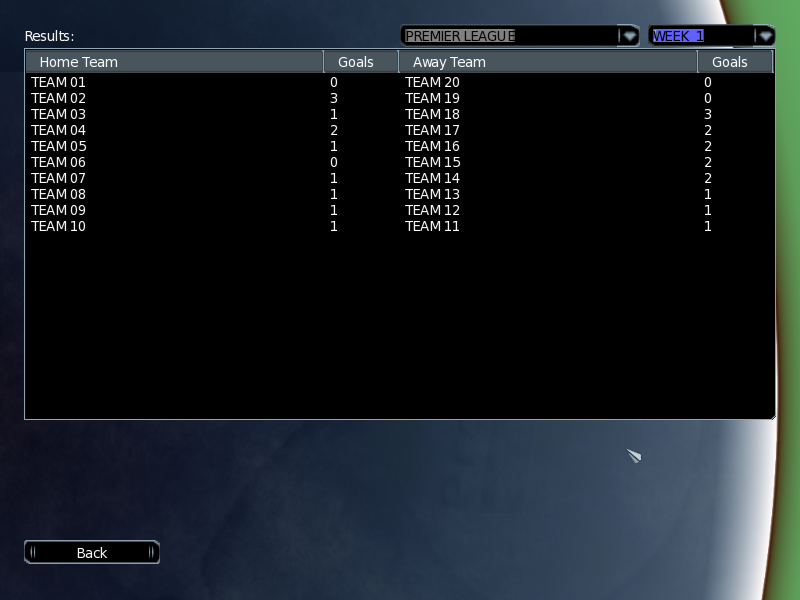 Results: PREMIER LEAGUE WEEK 1
Home Team Goals Away Team Goals
TEAM 01 0 TEAM 20 0
TEAM 02 3 TEAM 19 0
TEAM 03 1 TEAM 18 3
TEAM 04 2 TEAM 17 2
TEAM 05 1 TEAM 16 2
TEAM 06 0 TEAM 15 2
TEAM 07 1 TEAM 14 2
TEAM 08 1 TEAM 13 1
TEAM 09 1 TEAM 12 1
TEAM 10 1 TEAM 11 1
Back